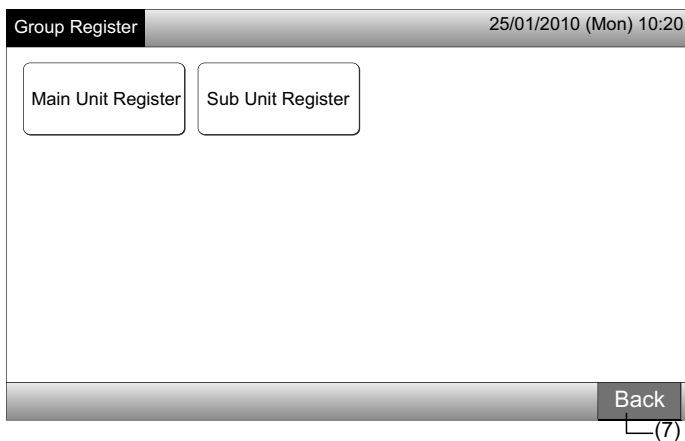 Group Register 25/01/2010 (Mon) 10:20
Main Unit Register Sub Unit Register
Back
(7)